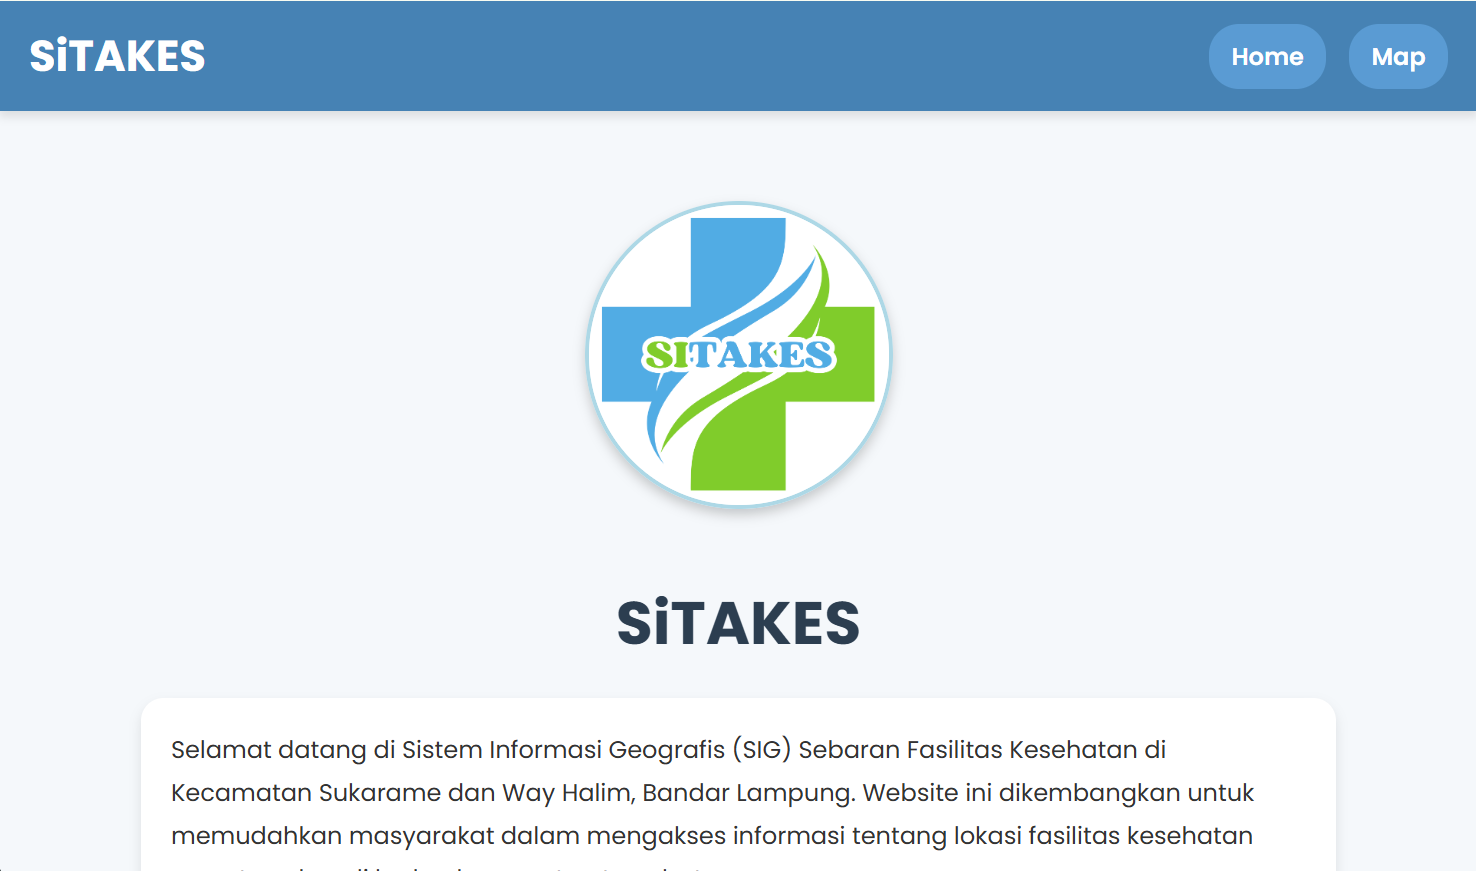 SiTAKES
Home
Map
SITAKES
SiTAKES
Selamat datang di Sistem Informasi Geografis (SIG) Sebaran Fasilitas Kesehatan di
Kecamatan Sukarame dan Way Halim, Bandar Lampung. Website ini dikembangkan untuk
memudahkan masyarakat dalam mengakses informasi tentang lokasi fasilitas kesehatan